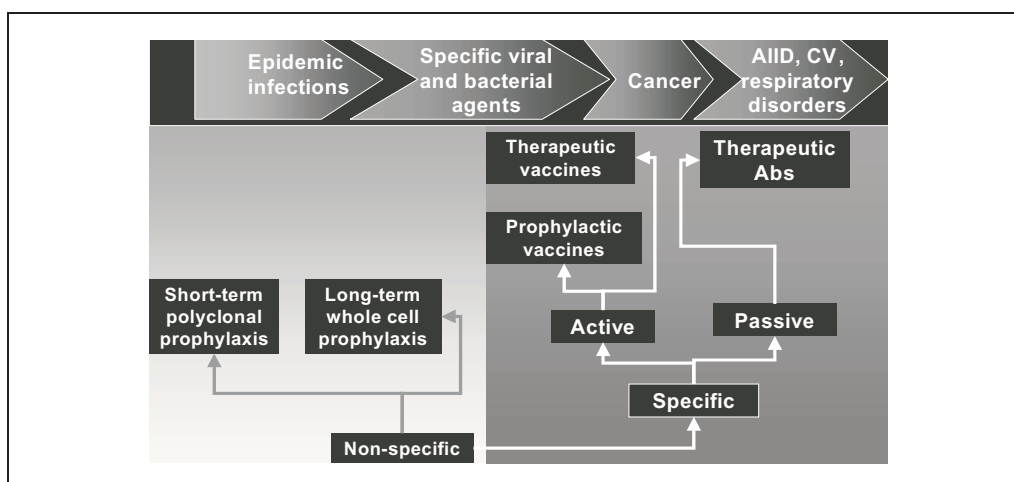 Epidemic
infections
Specific viral
and bacterial
agents
Cancer
AIID, CV,
respiratory
disorders
Therapeutic
vaccines
Therapeutic
Abs
Prophylactic
vaccines
Short-term
polyclonal
prophylaxis
Long-term
whole cell
prophylaxis
Active
Passive
Specific
Non-specific